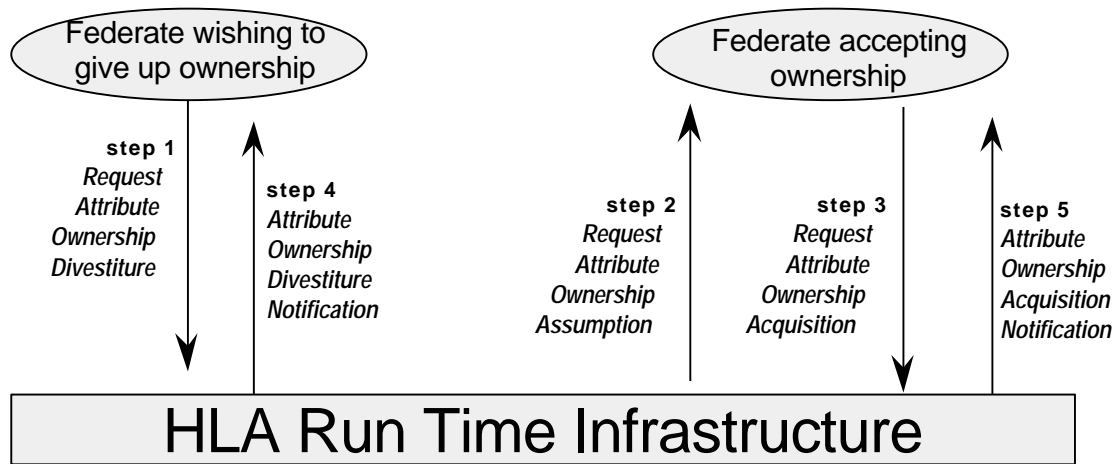 Federate wishing to
give up ownership
Federate accepting
ownership
step 1
Request
Attribute
Ownership
Divestiture
step 4
Attribute
Ownership
Divestiture
Notification
step 2
Request
Attribute
Ownership
Assumption
step 3
Request
Attribute
Ownership
Acquisition
step 5
Attribute
Ownership
Acquisition
Notification
HLA Run Time Infrastructure